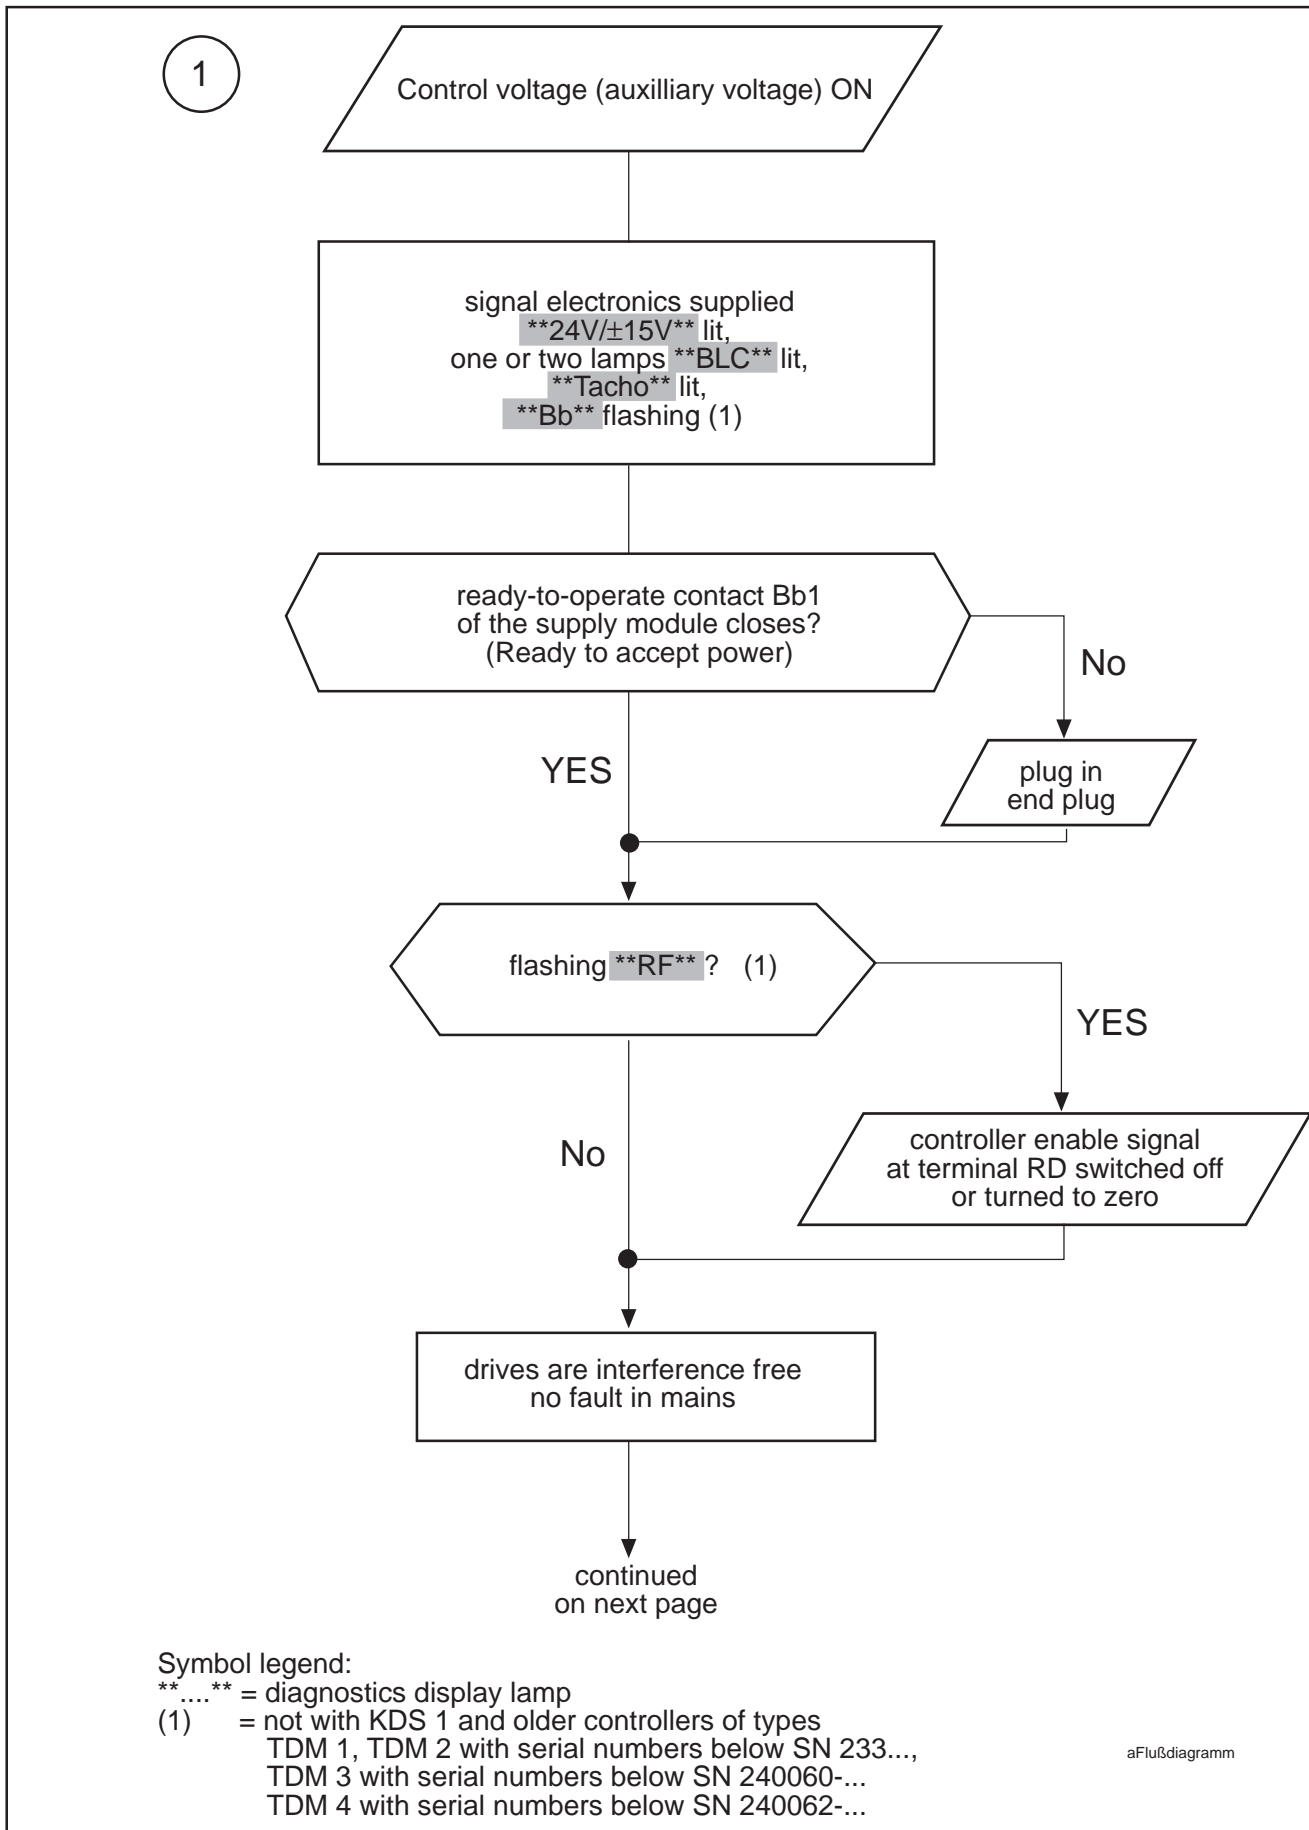 1
Control voltage (auxilliary voltage) ON
signal electronics supplied
**24V/±15V** lit,
one or two lamps **BLC** lit,
**Tacho** lit,
**Bb** flashing (1)
ready-to-operate contact Bb1
of the supply module closes?
(Ready to accept power)
No
YES
plug in
end plug
flashing **RF** ? (1)
YES
No
controller enable signal
at terminal RD switched off
or turned to zero
drives are interference free
no fault in mains
continued
on next page
Symbol legend:
**....** = diagnostics display lamp
(1) = not with KDS 1 and older controllers of types
TDM 1, TDM 2 with serial numbers below SN 233...,
TDM 3 with serial numbers below SN 240060-...
TDM 4 with serial numbers below SN 240062-...
aFlußdiagramm